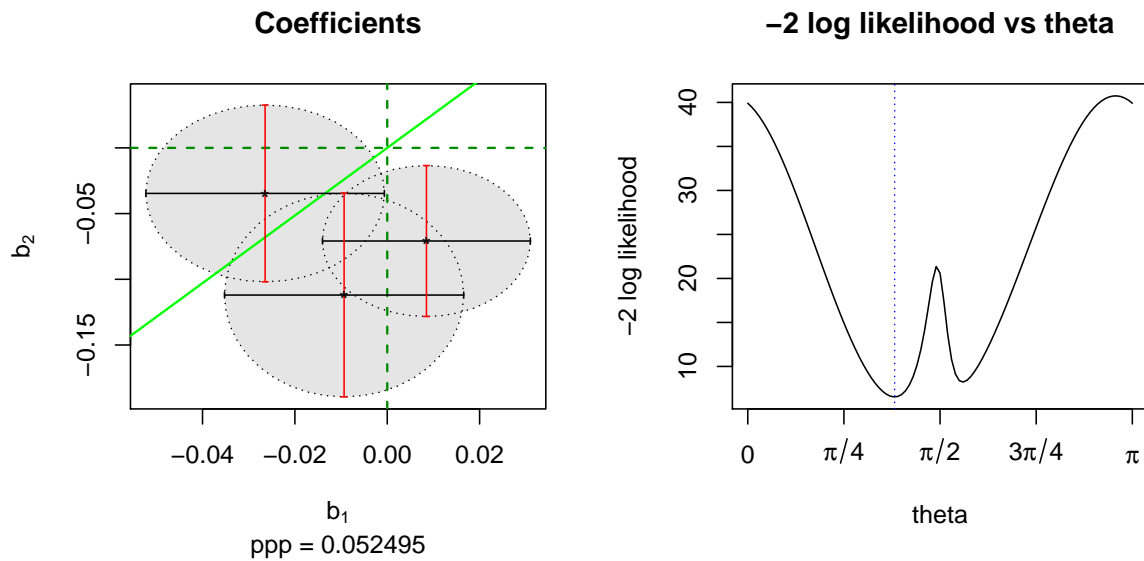 Coefficients
b2
−0.15
−0.05
−0.04
−0.02
0.00
0.02
b1
ppp = 0.052495
−2 log likelihood vs theta
−2 log likelihood
10
20
30
40
0
π/4
π/2
3π/4
π
theta